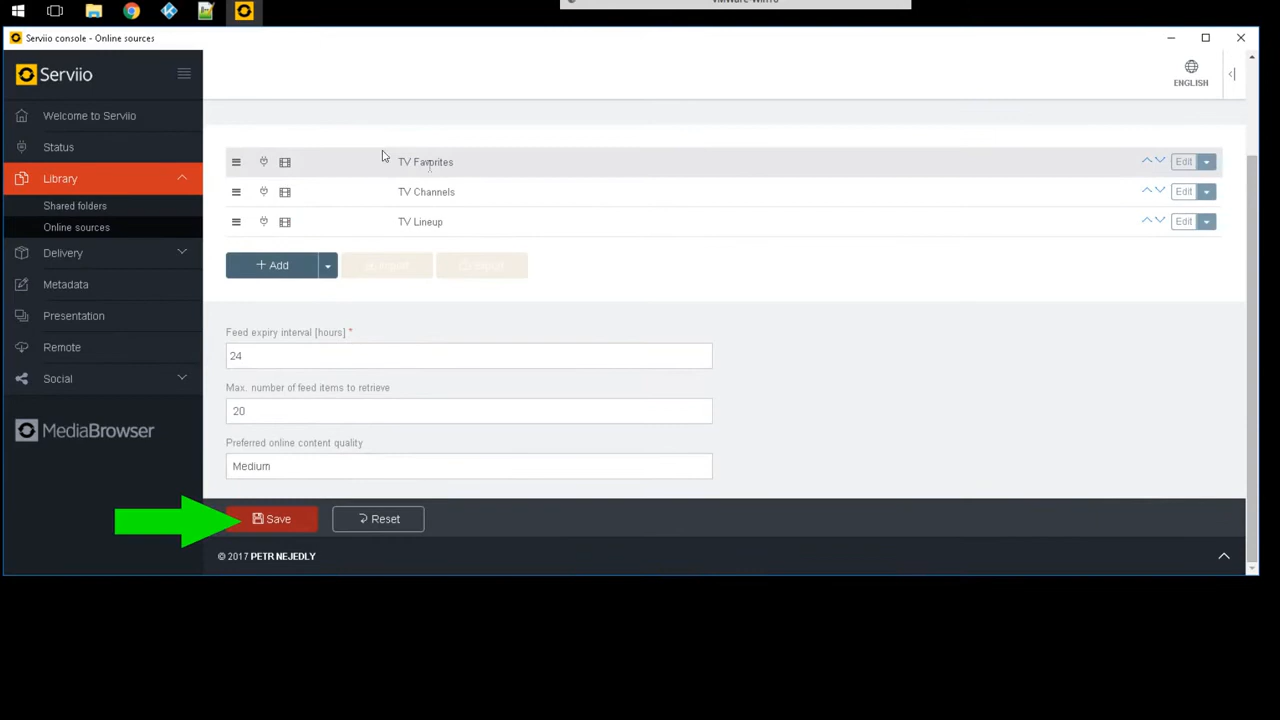 VMWare-Win10
Serviio console - Online sources
Serviio
ENGLISH
Welcome to Serviio
Status
Library
Shared folders
Online sources
Delivery
Metadata
Presentation
Remote
Social
MediaBrowser
TV Favorites Edit
TV Channels Edit
TV Lineup Edit
+ Add
Feed expiry interval [hours] *
24
Max. number of feed items to retrieve
20
Preferred online content quality
Medium
Save Reset
© 2017 PETR NEJEDLY